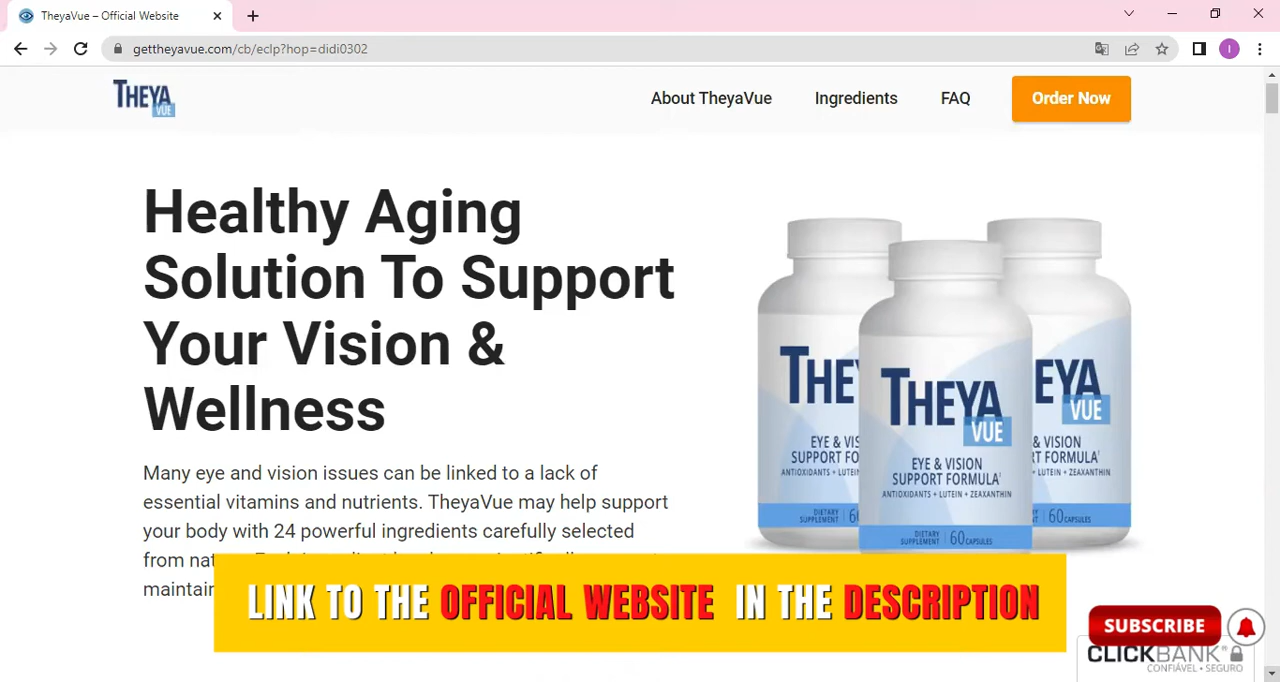 TheyaVue – Official Website
gettheyavue.com/cb/eclp?hop=didi0302
I
THEYA
VUE
About TheyaVue
Ingredients
FAQ
Order Now
Healthy Aging
Solution To Support
Your Vision &
Wellness
Many eye and vision issues can be linked to a lack of
essential vitamins and nutrients. TheyaVue may help support
your body with 24 powerful ingredients carefully selected
from
maintain
THEYA
VUE
EYE & VISION
SUPPORT FORMULA
ANTIOXIDANTS + LUTEIN + ZEAXANTHIN
DIETARY
SUPPLEMENT
60 CAPSULES
LINK TO THE OFFICIAL WEBSITE IN THE DESCRIPTION
SUBSCRIBE
CLICKBANK®
CONFIÁVEL • SEGURO